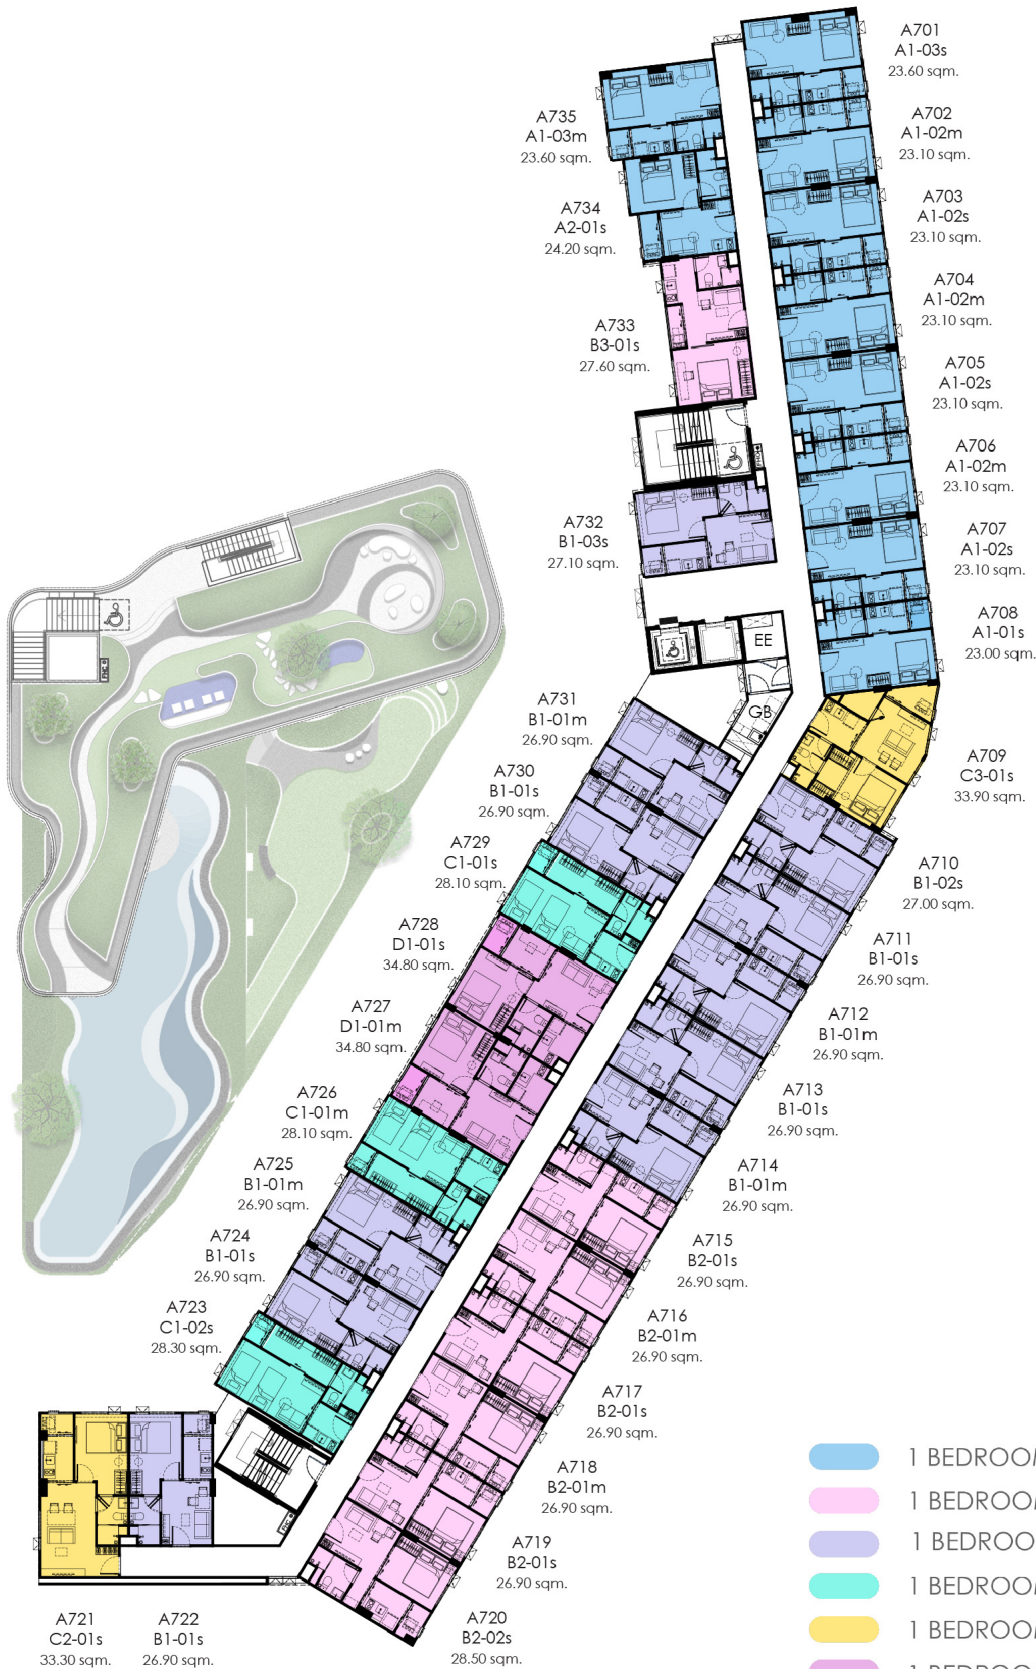 A701
A1-03s
23.60 sqm.
A735
A1-03m
23.60 sqm.
A702
A1-02m
23.10 sqm.
A703
A1-02s
23.10 sqm.
A734
A2-01s
24.20 sqm.
A704
A1-02m
23.10 sqm.
A733
B3-01s
27.60 sqm.
A705
A1-02s
23.10 sqm.
A706
A1-02m
23.10 sqm.
FHC
A732
B1-03s
27.10 sqm.
A707
A1-02s
23.10 sqm.
A708
A1-01s
23.00 sqm.
EE
FHC
GB
A731
B1-01m
26.90 sqm.
A709
C3-01s
33.90 sqm.
A730
B1-01s
26.90 sqm.
A729
C1-01s
28.10 sqm.
A710
B1-02s
27.00 sqm.
A728
D1-01s
34.80 sqm.
A711
B1-01s
26.90 sqm.
A727
D1-01m
34.80 sqm.
A712
B1-01m
26.90 sqm.
A726
C1-01m
28.10 sqm.
A713
B1-01s
26.90 sqm.
A725
B1-01m
26.90 sqm.
A714
B1-01m
26.90 sqm.
A724
B1-01s
26.90 sqm.
A715
B2-01s
26.90 sqm.
A723
C1-02s
28.30 sqm.
A716
B2-01m
26.90 sqm.
A717
B2-01s
26.90 sqm.
A718
B2-01m
26.90 sqm.
FHC
A719
B2-01s
26.90 sqm.
A720
B2-02s
28.50 sqm.
A721
C2-01s
33.30 sqm.
A722
B1-01s
26.90 sqm.
1 BEDROOM
1 BEDROOM
1 BEDROO
1 BEDROOM
1 BEDROOM
1 BEDROOM